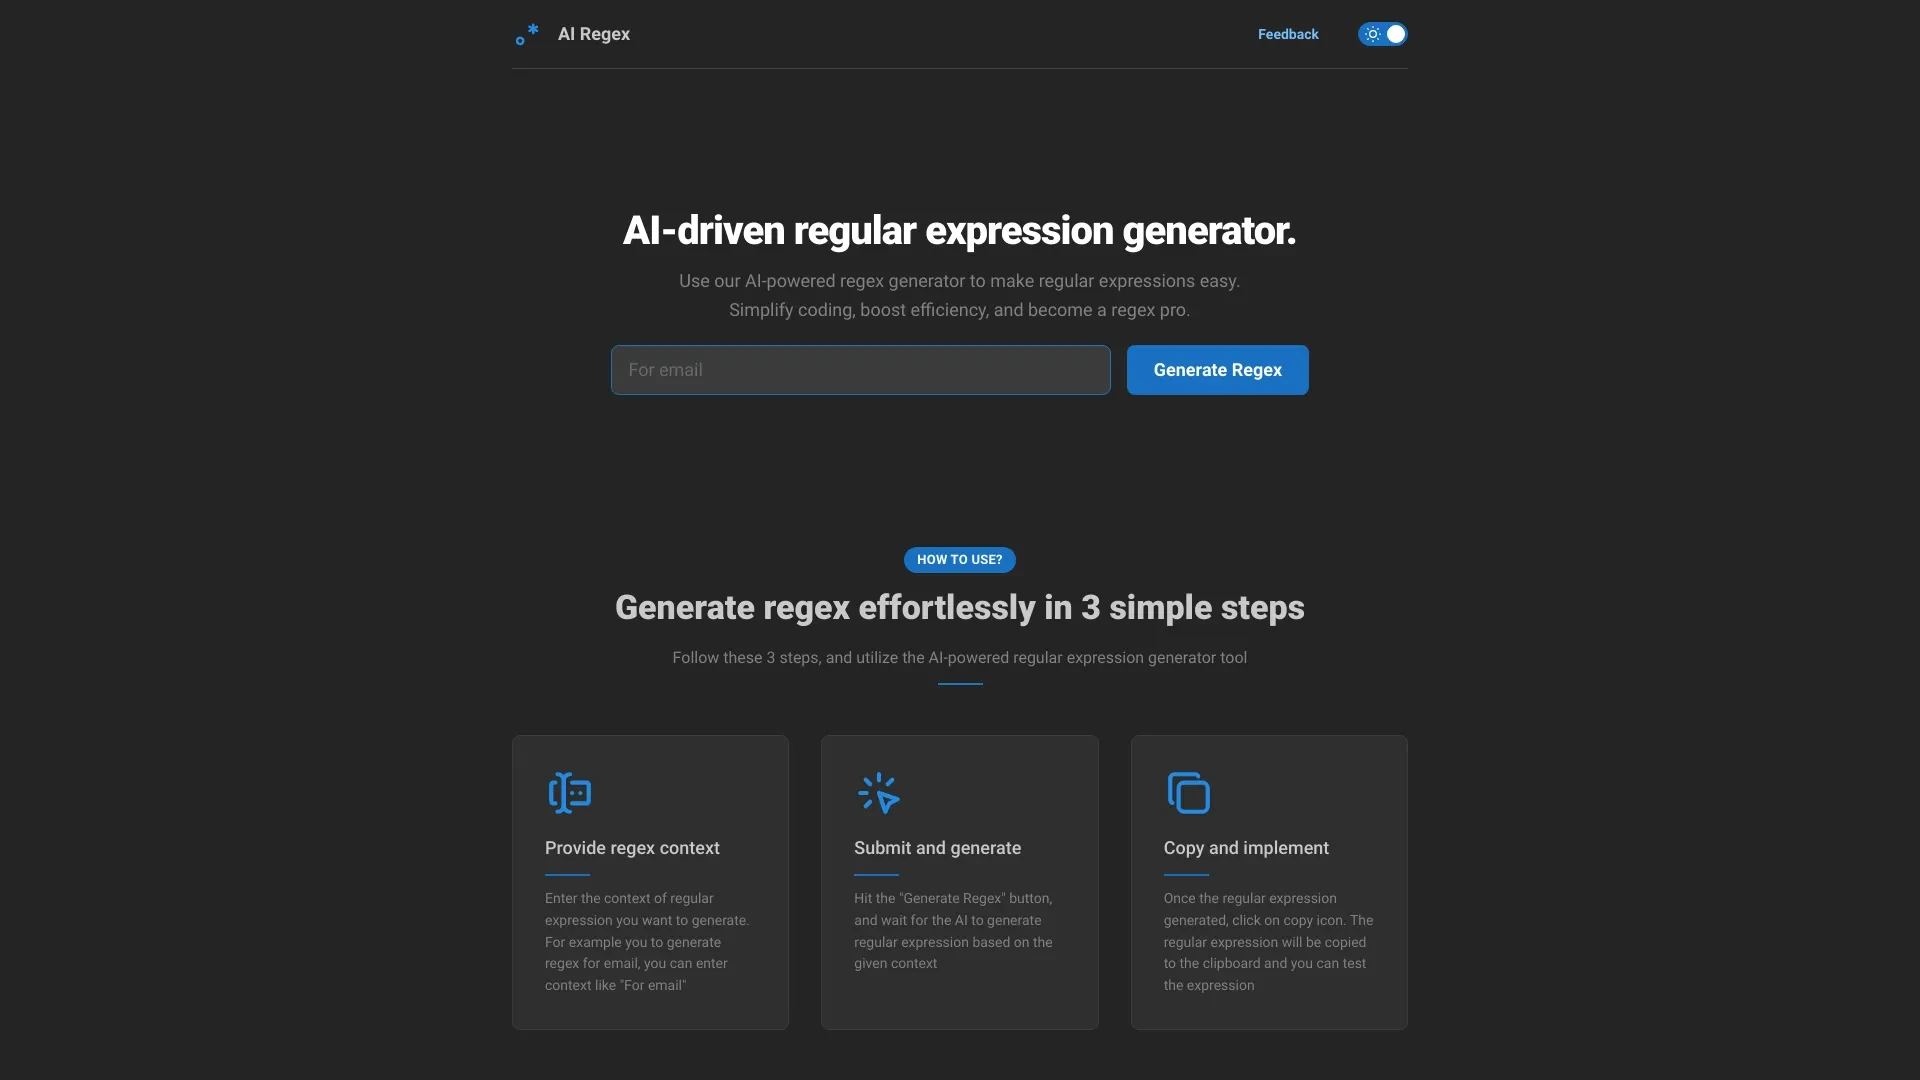 AI Regex
Feedback
AI-driven regular expression generator.
Use our AI-powered regex generator to make regular expressions easy.
Simplify coding, boost efficiency, and become a regex pro.
For email
Generate Regex
HOW TO USE?
Generate regex effortlessly in 3 simple steps
Follow these 3 steps, and utilize the AI-powered regular expression generator tool
Provide regex context
Enter the context of regular
expression you want to generate.
For example you to generate
regex for email, you can enter
context like "For email"
Submit and generate
Hit the "Generate Regex" button,
and wait for the AI to generate
regular expression based on the
given context
Copy and implement
Once the regular expression
generated, click on copy icon. The
regular expression will be copied
to the clipboard and you can test
the expression